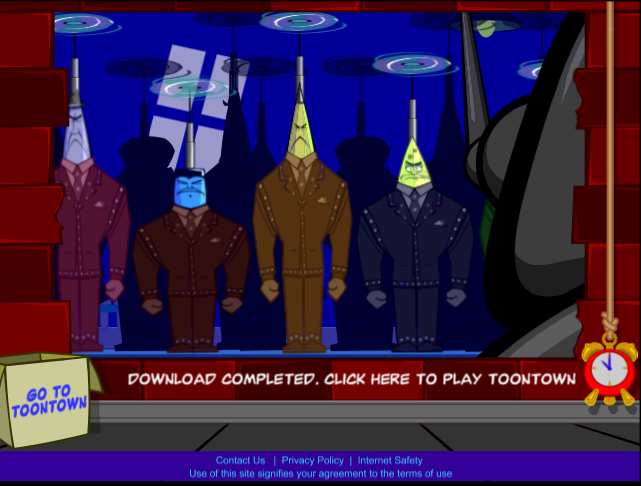 DOWNLOAD COMPLETED. CLICK HERE TO PLAY TOONTOWN
GO TO
TOONTOWN
Contact Us | Privacy Policy | Internet Safety
Use of this site signifies your agreement to the terms of use